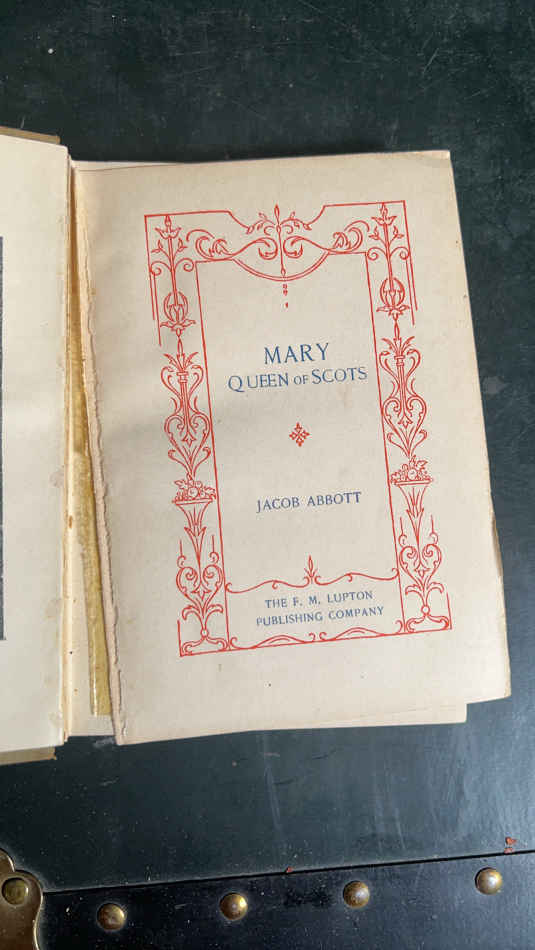 MARY
QUEEN OF SCOTS
JACOB ABBOTT
THE F. M. LUPTON
PUBLISHING COMPANY